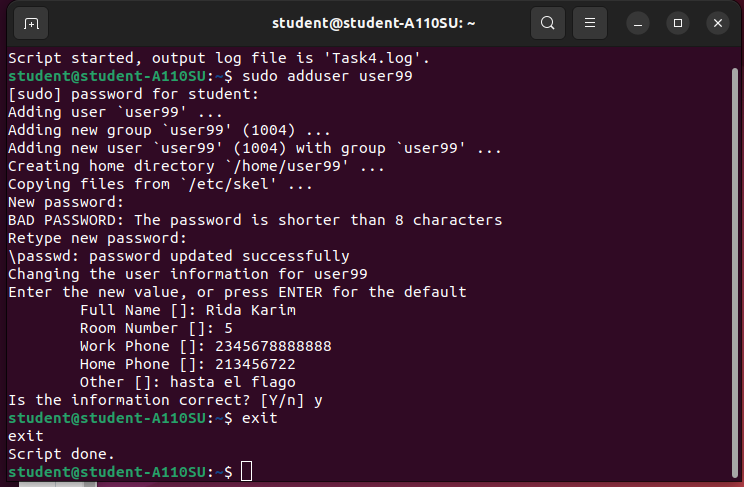 student@student-A110SU: ~
Script started, output log file is 'Task4.log'.
student@student-A110SU:~$ sudo adduser user99
[sudo] password for student:
Adding user `user99' ...
Adding new group `user99' (1004) ...
Adding new user `user99' (1004) with group `user99' ...
Creating home directory `/home/user99' ...
Copying files from `/etc/skel' ...
New password:
BAD PASSWORD: The password is shorter than 8 characters
Retype new password:
\passwd: password updated successfully
Changing the user information for user99
Enter the new value, or press ENTER for the default
Full Name []: Rida Karim
Room Number []: 5
Work Phone []: 2345678888888
Home Phone []: 213456722
Other []: hasta el flago
Is the information correct? [Y/n] y
student@student-A110SU:~$ exit
exit
Script done.
student@student-A110SU:~$